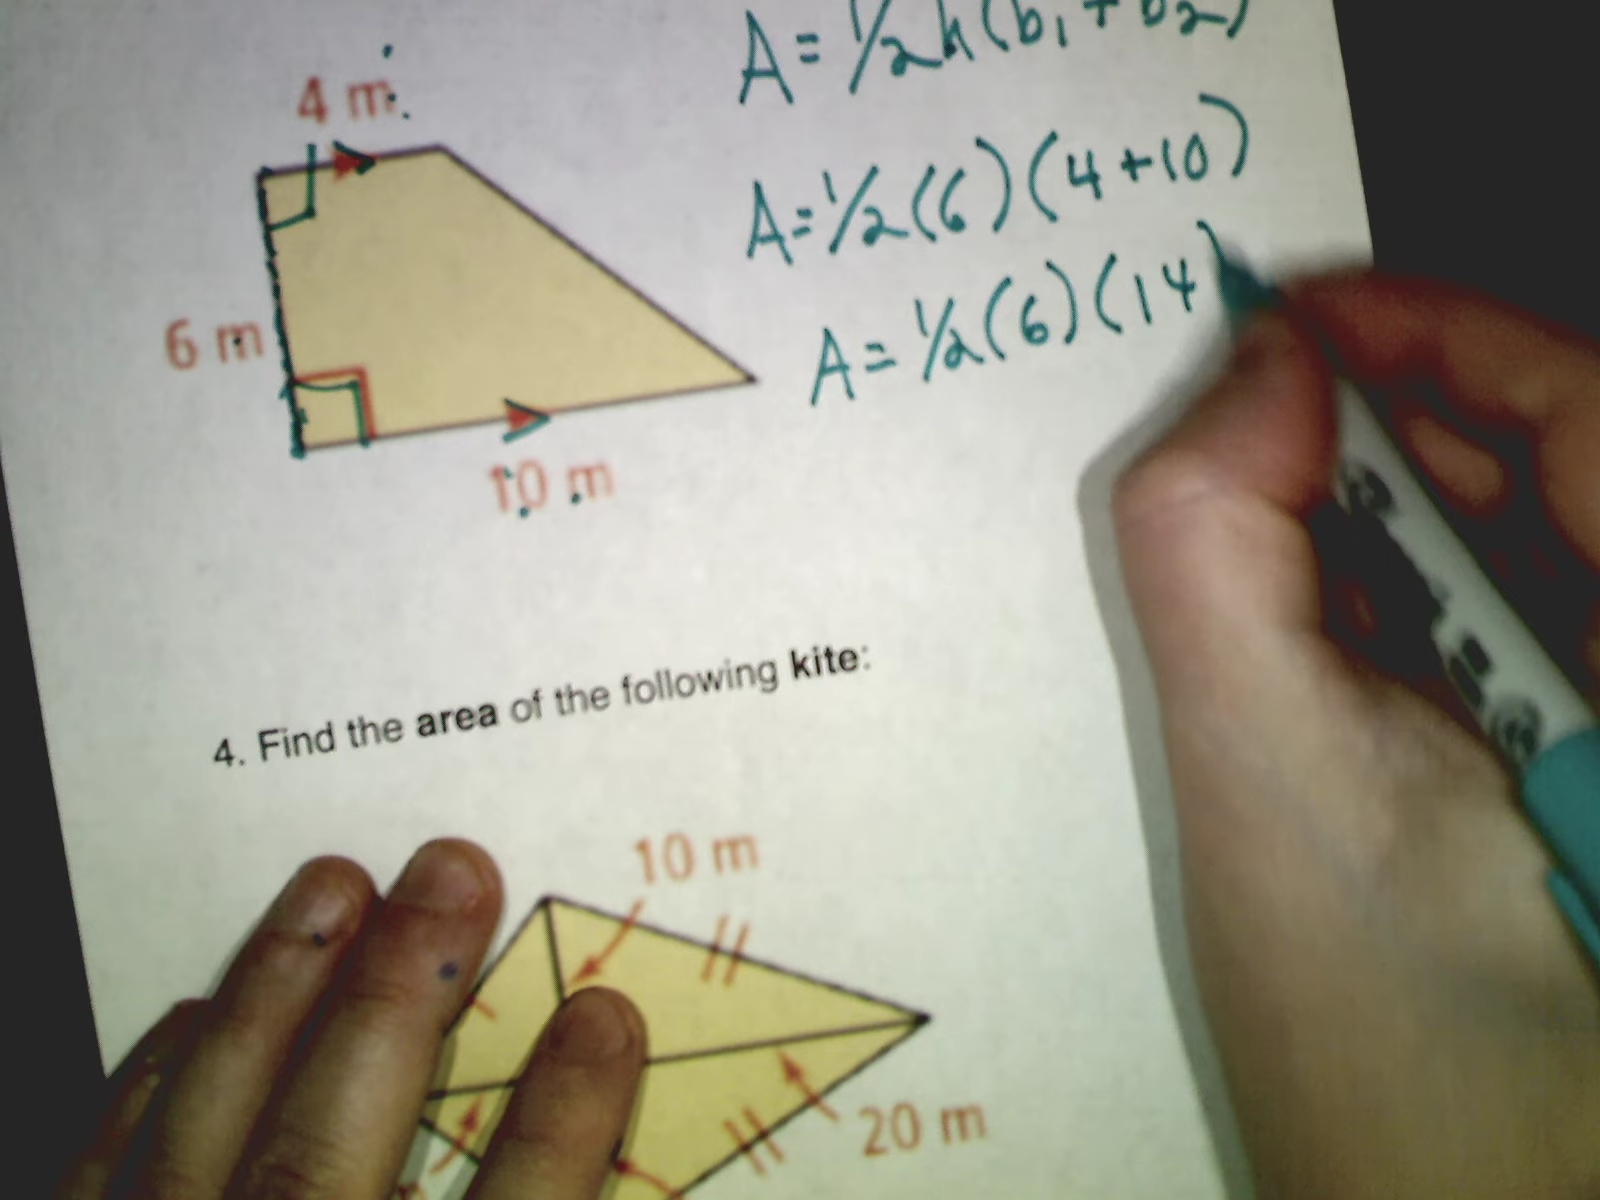 A = 1/2 h (b1 + b2)
4 m
A = 1/2 (6) (4 + 10)
6 m
A = 1/2 (6) (14)
10 m
4. Find the area of the following kite:
10 m
20 m